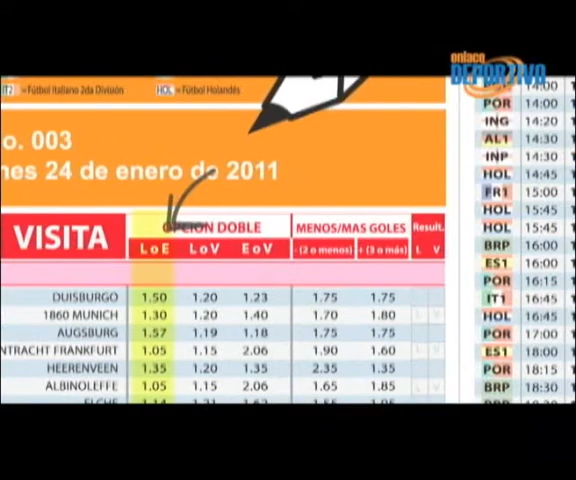 enlace
DEPORTIVO
IT2 =Fútbol Italiano 2da División HOL =Fútbol Holandés
o. 003
nes 24 de enero de 2011
VISITA
OPCION DOBLE MENOS/MAS GOLES Result.
L o E L o V E o V - (2 o menos) + (3 o más) L V
DUISBURGO 1.50 1.20 1.23 1.75 1.75
1860 MUNICH 1.30 1.20 1.40 1.70 1.80 L V
AUGSBURG 1.57 1.19 1.18 1.75 1.75
NTRACHT FRANKFURT 1.05 1.15 2.06 1.90 1.60 L V
HEERENVEEN 1.35 1.20 1.35 2.35 1.35
ALBINOLEFFE 1.05 1.15 2.06 1.65 1.85 L V
ELCHE
14:00
POR 14:00
ING 14:20
AL1 14:30
INP 14:30
HOL 14:45
FR1 15:00
HOL 15:45
HOL 15:45
BRP 16:00
ES1 16:00
POR 16:15
IT1 16:45
HOL 16:45
POR 17:00
ES1 18:00
POR 18:15
BRP 18:30